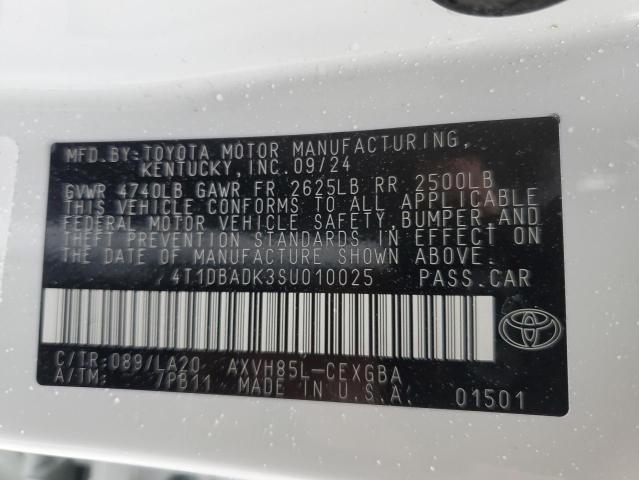 MFD.BY:TOYOTA MOTOR MANUFACTURING,
KENTUCKY, INC. 09/24
GVWR 4740LB GAWR FR 2625LB RR 2500LB
THIS VEHICLE CONFORMS TO ALL APPLICABLE
FEDERAL MOTOR VEHICLE SAFETY, BUMPER, AND
THEFT PREVENTION STANDARDS IN EFFECT ON
THE DATE OF MANUFACTURE SHOWN ABOVE.
4T1DBADK3SU010025 PASS.CAR
C/TR:089/LA20 AXVH85L-CEXGBA
A/TM: /PB11 MADE IN U.S.A. 01501